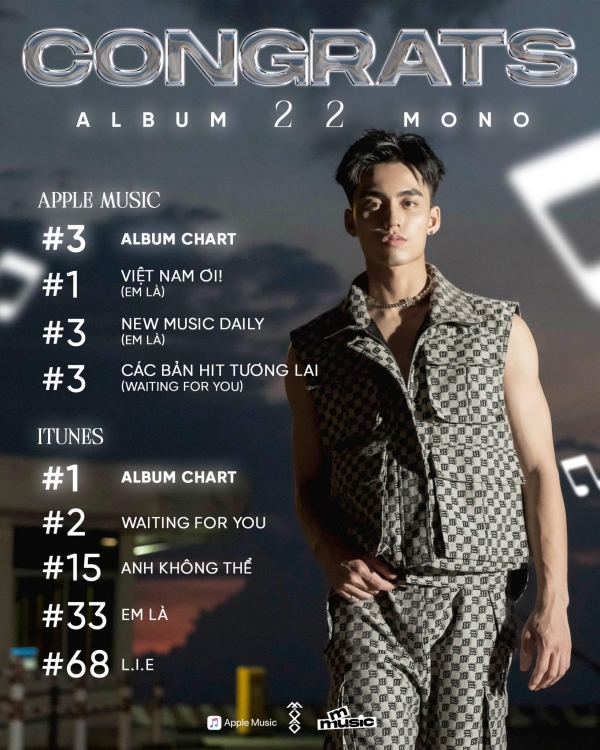 CONGRATS
ALBUM 22 MONO
APPLE MUSIC
#3 ALBUM CHART
#1 VIỆT NAM ƠI!
(EM LÀ)
#3 NEW MUSIC DAILY
(EM LÀ)
#3 CÁC BẢN HIT TƯƠNG LAI
(WAITING FOR YOU)
ITUNES
#1 ALBUM CHART
#2 WAITING FOR YOU
#15 ANH KHÔNG THỂ
#33 EM LÀ
#68 L.I.E
Apple Music
M MUSIC